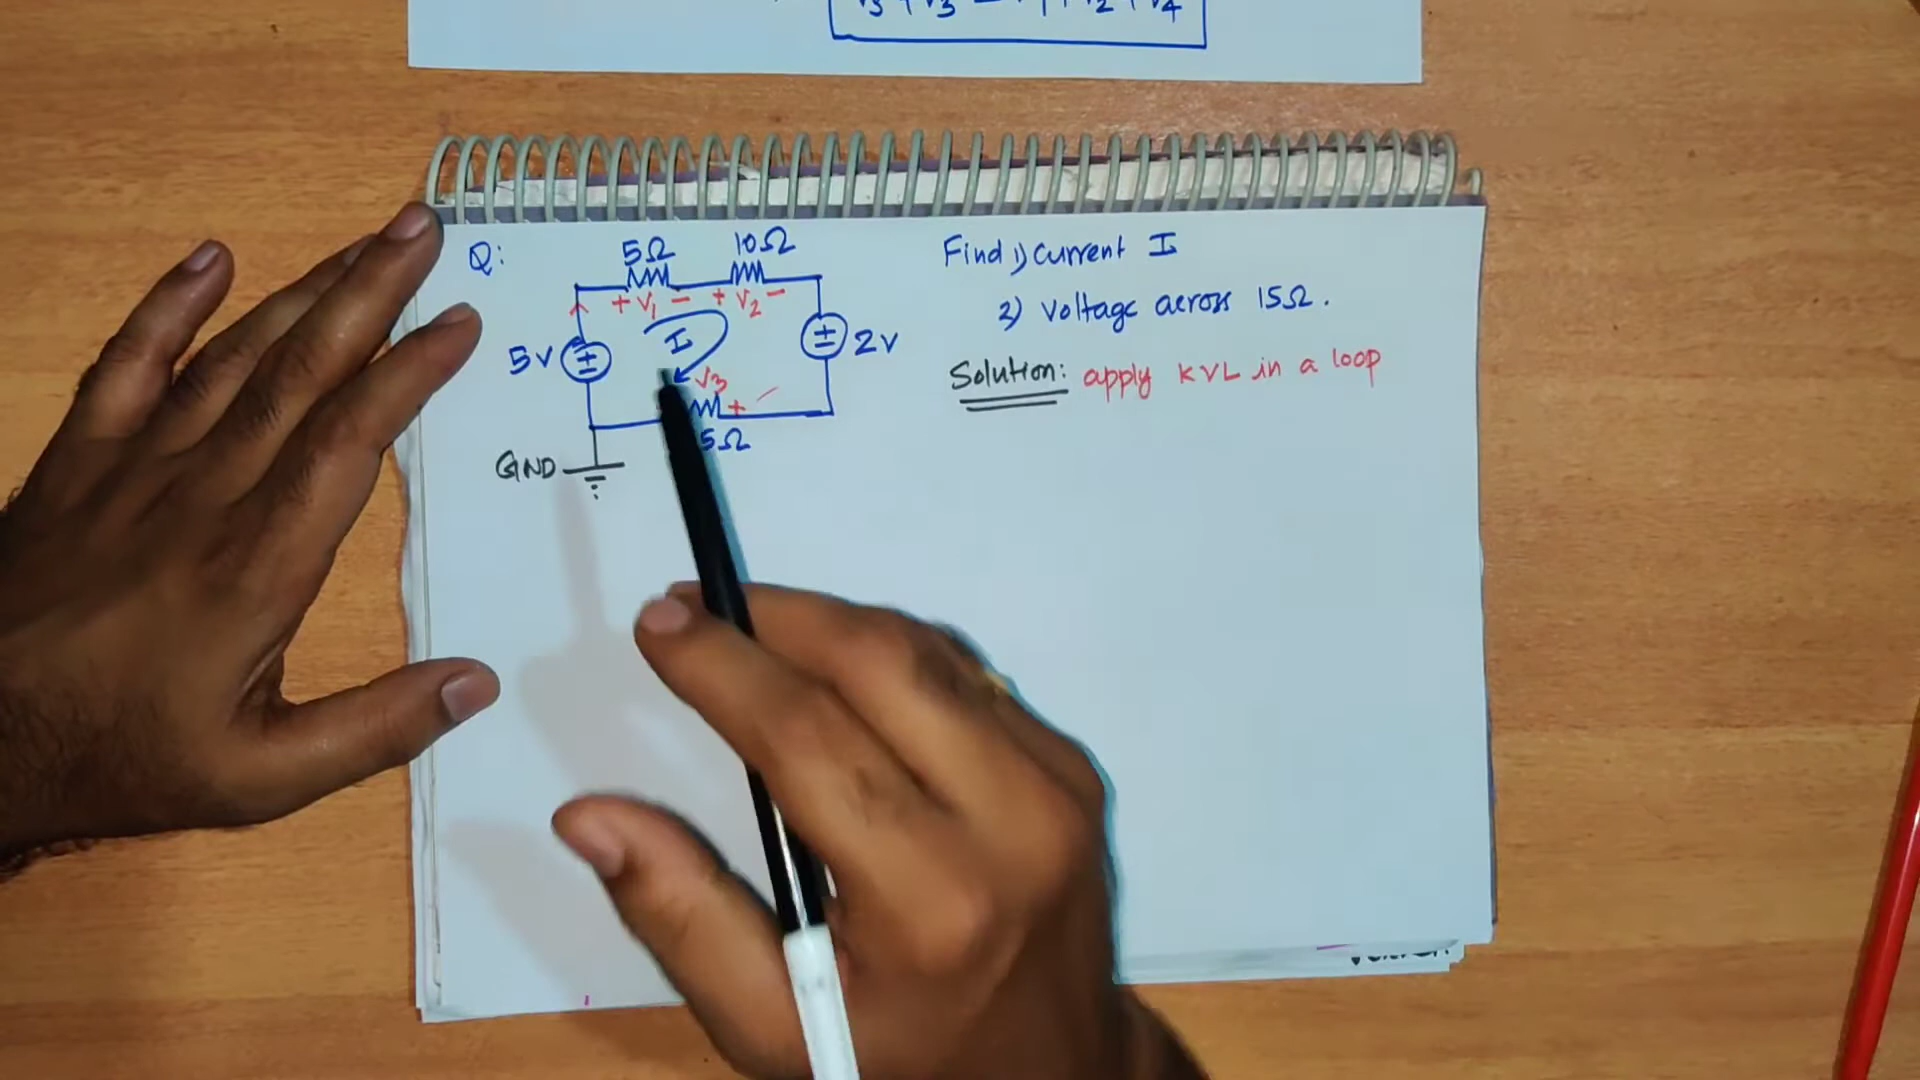 Q:
5Ω 10Ω
+ V₁ - + V₂ -
I
5V ± ± 2V
V₃
+
5Ω
GND
Find 1) Current I
2) Voltage across 15Ω.
Solution: apply KVL in a loop